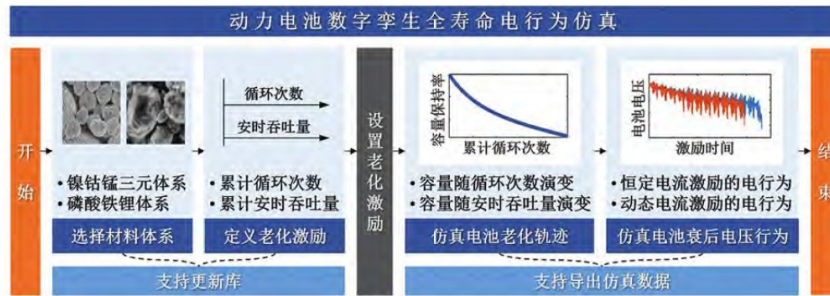 动力电池数字孪生全寿命电行为仿真
开始
循环次数
安时吞吐量
•镍钴锰三元体系
•磷酸铁锂体系
•累计循环次数
•累计安时吞吐量
选择材料体系
定义老化激励
支持更新库
设置老化激励
容量保持率
累计循环次数
•容量随循环次数演变
•容量随安时吞吐量演变
电池电压
激励时间
•恒定电流激励的电行为
•动态电流激励的电行为
仿真电池老化轨迹
仿真电池衰后电压行为
支持导出仿真数据
结束